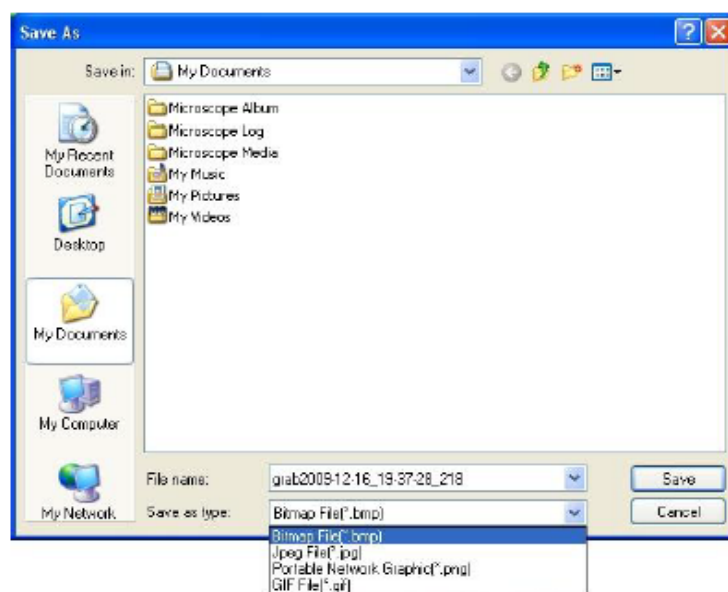 Save As
Save in:
My Documents
My Recent
Documents
Desktop
My Documents
My Computer
My Network
Microscope Album
Microscope Log
Microscope Media
My Music
My Pictures
My Videos
File name:
grab2009-12-16_19-37-28_218
Save
Save as type:
Bitmap File(*.bmp)
Cancel
Bitmap File(*.bmp)
Jpeg File(*.jpg)
Portable Network Graphic(*.png)
GIF File(*.gif)